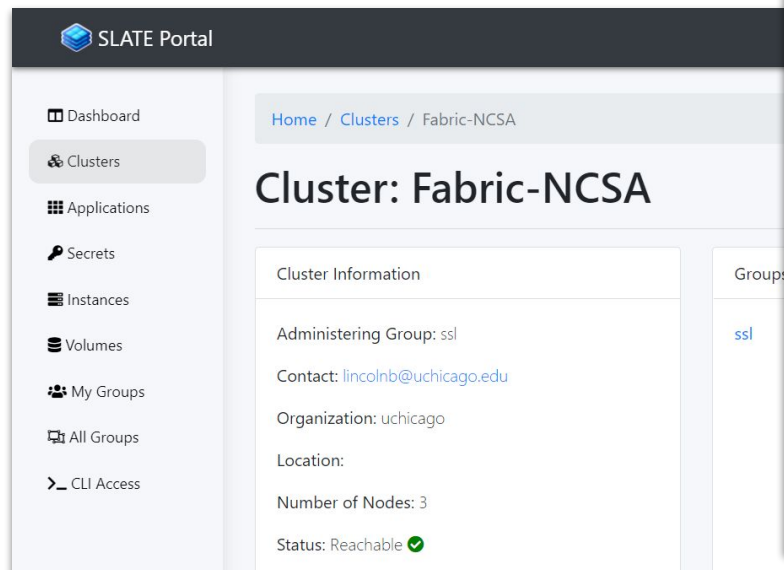 SLATE Portal
Dashboard
Clusters
Applications
Secrets
Instances
Volumes
My Groups
All Groups
CLI Access
Home / Clusters / Fabric-NCSA
Cluster: Fabric-NCSA
Cluster Information
Administering Group: ssl
Contact: lincolnb@uchicago.edu
Organization: uchicago
Location:
Number of Nodes: 3
Status: Reachable
Groups
ssl